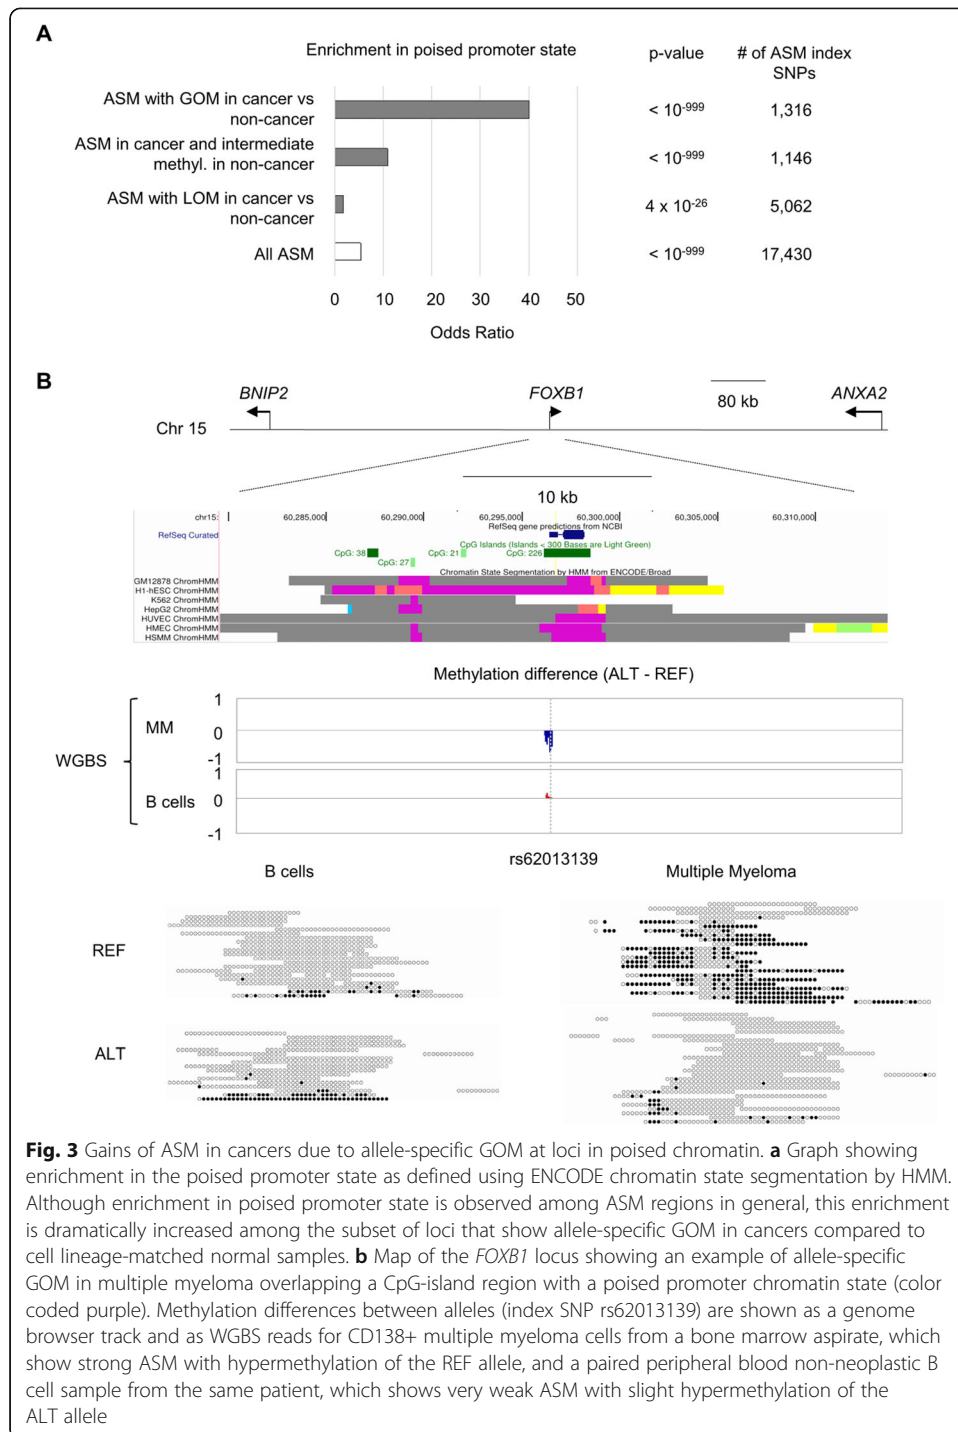 A
Enrichment in poised promoter state
p-value
# of ASM index
SNPs
ASM with GOM in cancer vs
non-cancer
< 10-999
1,316
ASM in cancer and intermediate
methyl. in non-cancer
< 10-999
1,146
ASM with LOM in cancer vs
non-cancer
4 x 10-26
5,062
All ASM
< 10-999
17,430
0 10 20 30 40 50
Odds Ratio
B
BNIP2
FOXB1
ANXA2
80 kb
Chr 15
10 kb
chr15:
60,285,000
60,290,000
60,295,000
60,300,000
60,305,000
60,310,000
RefSeq gene predictions from NCBI
RefSeq Curated
CpG Islands (Islands < 300 Bases are Light Green)
CpG: 38
CpG: 21
CpG: 226
CpG: 27
Chromatin State Segmentation by HMM from ENCODE/Broad
GM12878 ChromHMM
H1-hESC ChromHMM
K562 ChromHMM
HepG2 ChromHMM
HUVEC ChromHMM
HMEC ChromHMM
HSMM ChromHMM
Methylation difference (ALT - REF)
WGBS
MM
1
0
-1
B cells
1
0
-1
rs62013139
B cells
Multiple Myeloma
REF
ALT
Fig. 3 Gains of ASM in cancers due to allele-specific GOM at loci in poised chromatin. a Graph showing
enrichment in the poised promoter state as defined using ENCODE chromatin state segmentation by HMM.
Although enrichment in poised promoter state is observed among ASM regions in general, this enrichment
is dramatically increased among the subset of loci that show allele-specific GOM in cancers compared to
cell lineage-matched normal samples. b Map of the FOXB1 locus showing an example of allele-specific
GOM in multiple myeloma overlapping a CpG-island region with a poised promoter chromatin state (color
coded purple). Methylation differences between alleles (index SNP rs62013139) are shown as a genome
browser track and as WGBS reads for CD138+ multiple myeloma cells from a bone marrow aspirate, which
show strong ASM with hypermethylation of the REF allele, and a paired peripheral blood non-neoplastic B
cell sample from the same patient, which shows very weak ASM with slight hypermethylation of the
ALT allele